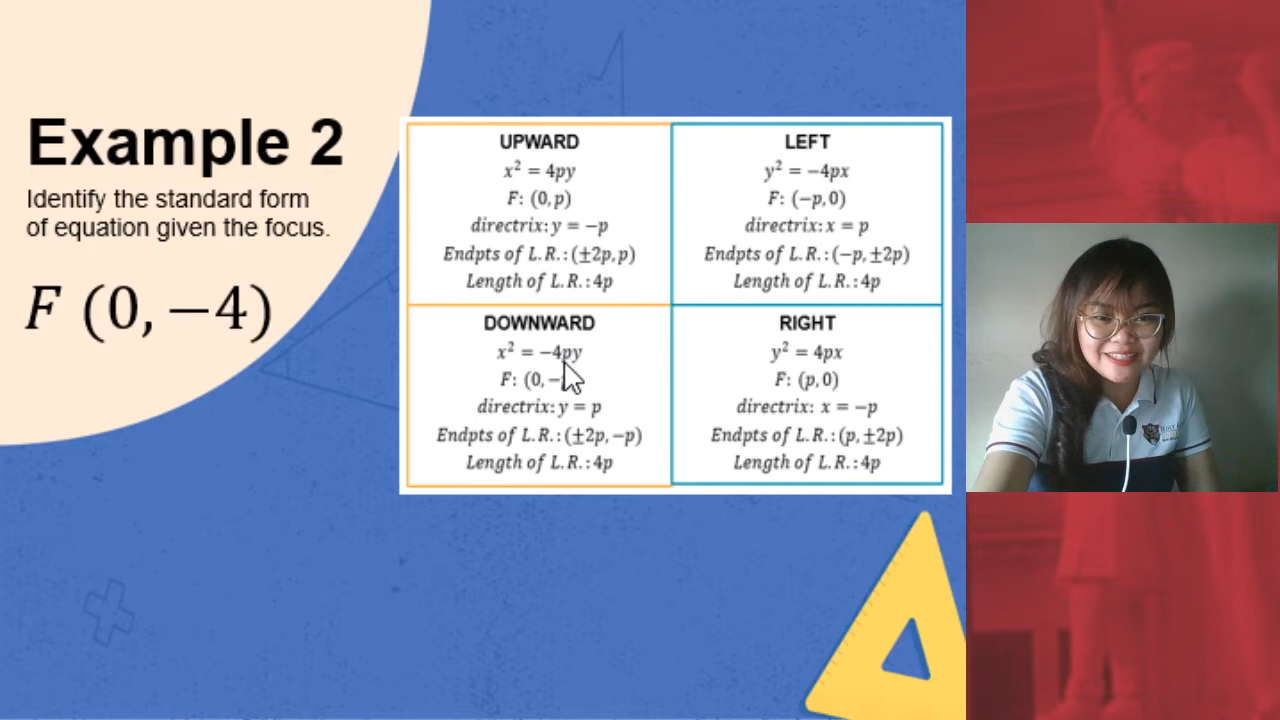 Example 2
Identify the standard form
of equation given the focus.
F (0, −4)
UPWARD
x² = 4py
F: (0, p)
directrix: y = −p
Endpts of L.R.: (±2p, p)
Length of L.R.: 4p
LEFT
y² = −4px
F: (−p, 0)
directrix: x = p
Endpts of L.R.: (−p, ±2p)
Length of L.R.: 4p
DOWNWARD
x² = −4py
F: (0, −
directrix: y = p
Endpts of L.R.: (±2p, −p)
Length of L.R.: 4p
RIGHT
y² = 4px
F: (p, 0)
directrix: x = −p
Endpts of L.R.: (p, ±2p)
Length of L.R.: 4p